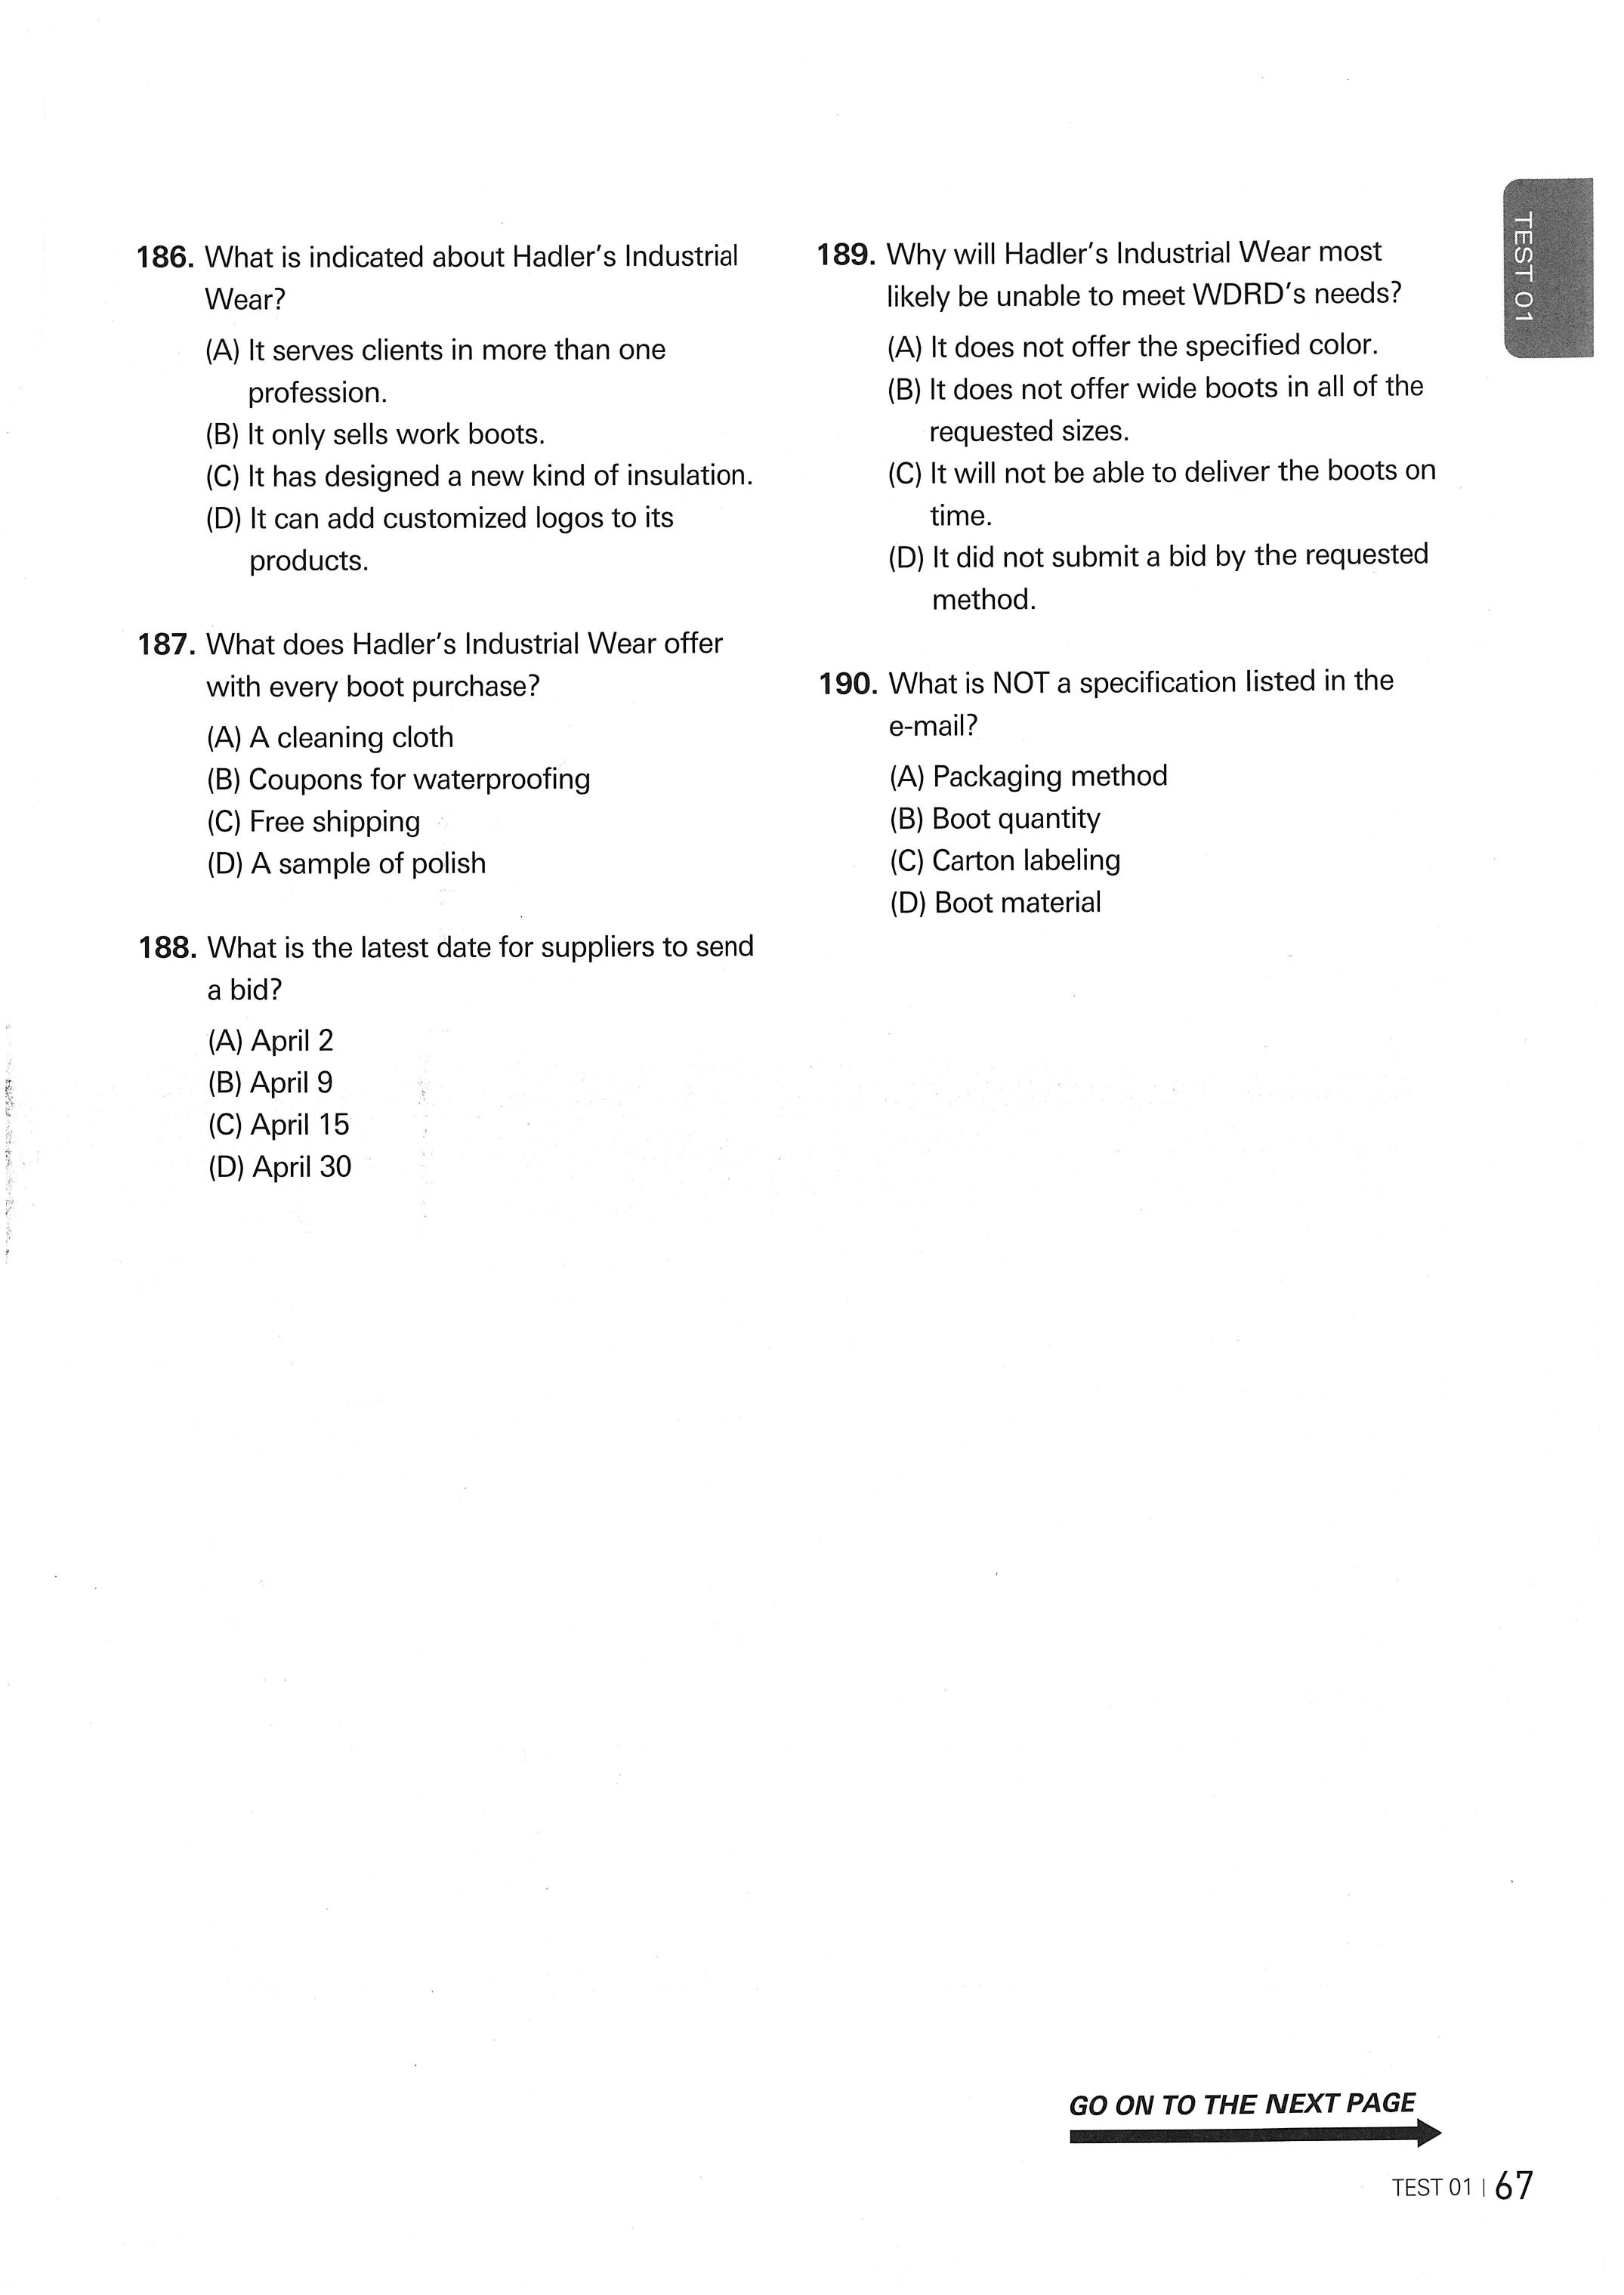 186. What is indicated about Hadler's Industrial
Wear?
(A) It serves clients in more than one
profession.
(B) It only sells work boots.
(C) It has designed a new kind of insulation.
(D) It can add customized logos to its
products.
187. What does Hadler's Industrial Wear offer
with every boot purchase?
(A) A cleaning cloth
(B) Coupons for waterproofing
(C) Free shipping
(D) A sample of polish
188. What is the latest date for suppliers to send
a bid?
(A) April 2
(B) April 9
(C) April 15
(D) April 30
189. Why will Hadler's Industrial Wear most
likely be unable to meet WDRD's needs?
(A) It does not offer the specified color.
(B) It does not offer wide boots in all of the
requested sizes.
(C) It will not be able to deliver the boots on
time.
(D) It did not submit a bid by the requested
method.
190. What is NOT a specification listed in the
e-mail?
(A) Packaging method
(B) Boot quantity
(C) Carton labeling
(D) Boot material
TEST 01
GO ON TO THE NEXT PAGE
TEST 01 | 67